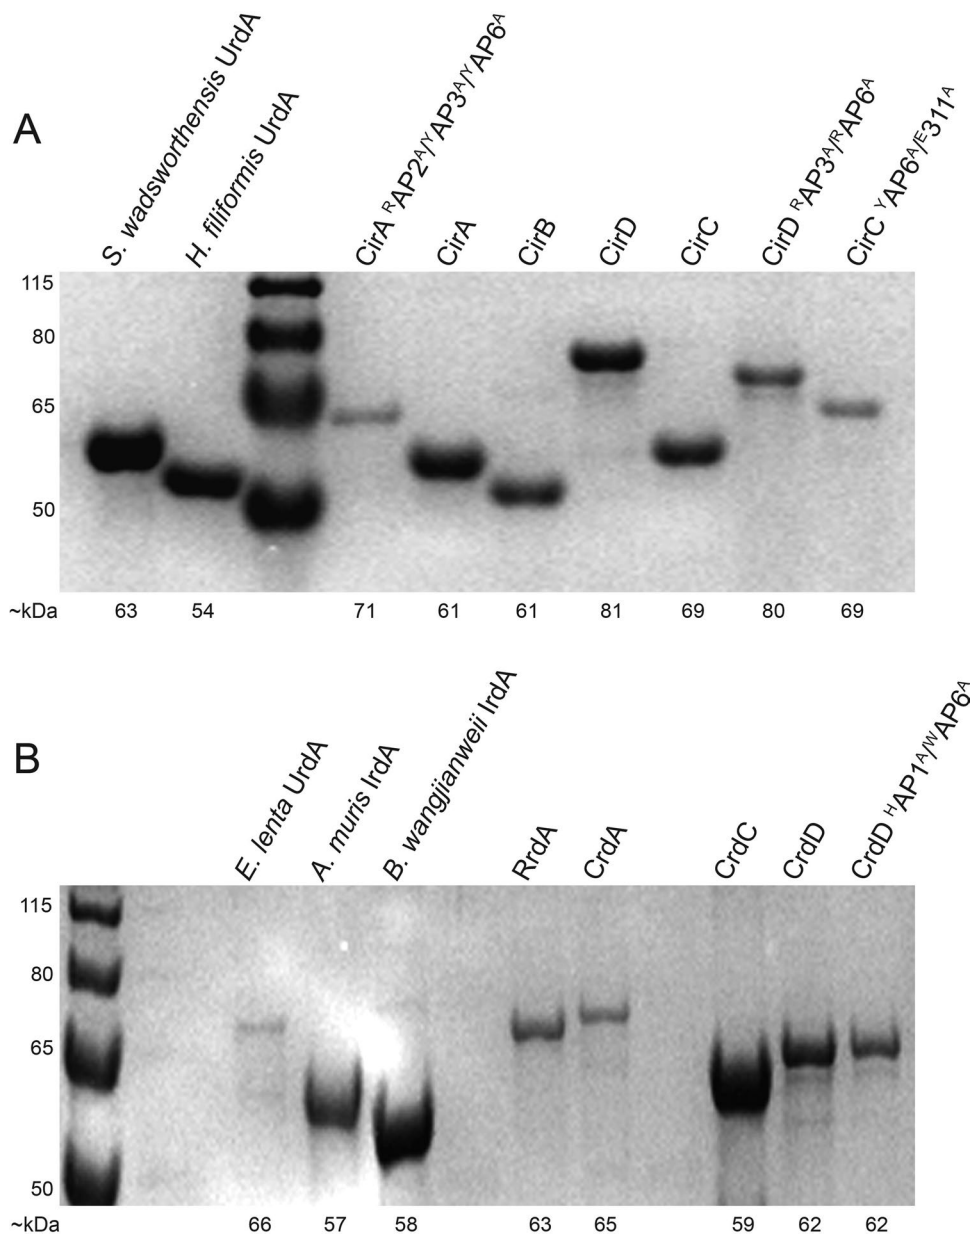 A
S. wadsworthensis UrdA
H. filiformis UrdA
CirA ᴿAP2ᴬ/ʸAP3ᴬ/ʸAP6ᴬ
CirA
CirB
CirD
CirC
CirD ᴿAP3ᴬ/ᴿAP6ᴬ
CirC ʸAP6ᴬ/ᴱ311ᴬ
115
80
65
50
~kDa 63 54 71 61 61 81 69 80 69
B
E. lenta UrdA
A. muris IrdA
B. wangjianweii IrdA
RrdA
CrdA
CrdC
CrdD
CrdD ᴴAP1ᴬ/ᵂAP6ᴬ
115
80
65
50
~kDa 66 57 58 63 65 59 62 62